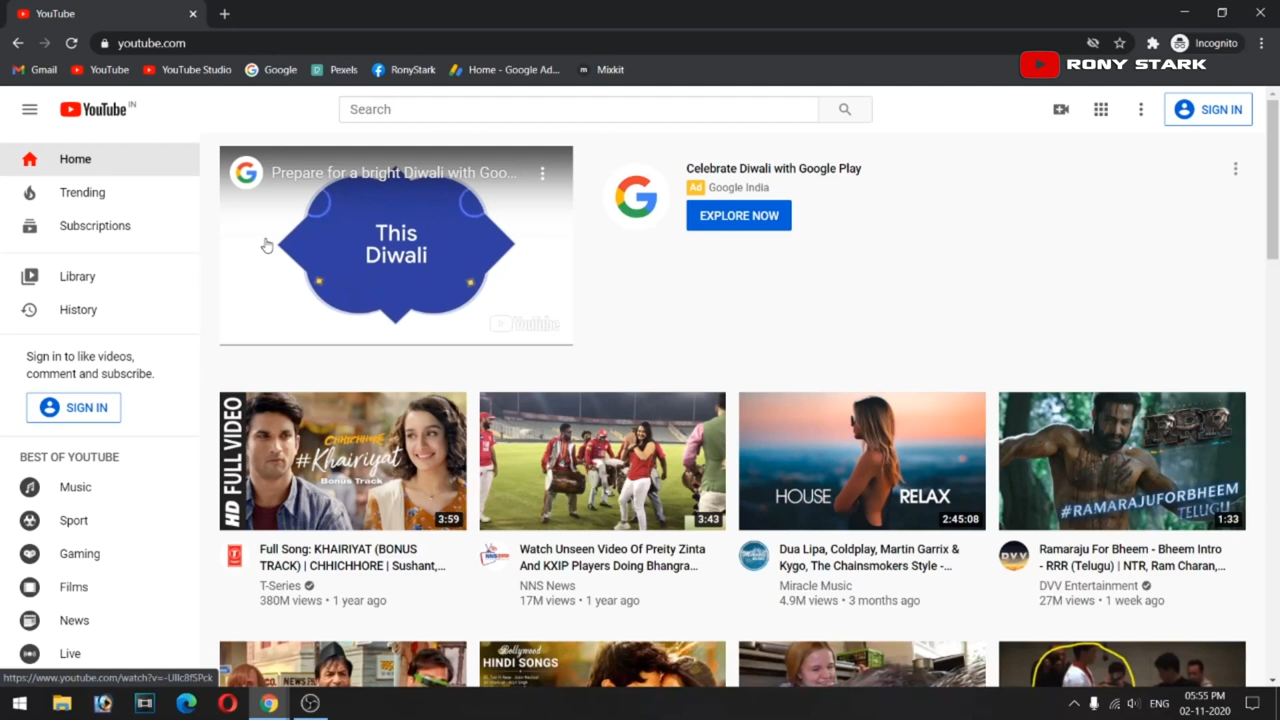 YouTube
youtube.com
Incognito
Gmail
YouTube
YouTube Studio
Google
Pexels
RonyStark
Home - Google Ad...
Mixkit
RONY STARK
YouTube IN
Search
SIGN IN
Home
Trending
Subscriptions
Library
History
Sign in to like videos,
comment and subscribe.
SIGN IN
BEST OF YOUTUBE
Music
Sport
Gaming
Films
News
Live
Prepare for a bright Diwali with Goo...
This
Diwali
YouTube
Celebrate Diwali with Google Play
Ad Google India
EXPLORE NOW
HD FULL VIDEO
CHHICHHORE
#Khairiyat
Bonus Track
3:59
Full Song: KHAIRIYAT (BONUS
TRACK) | CHHICHHORE | Sushant,...
T-Series
380M views • 1 year ago
3:43
Watch Unseen Video Of Preity Zinta
And KXIP Players Doing Bhangra...
NNS News
17M views • 1 year ago
HOUSE RELAX
2:45:08
Dua Lipa, Coldplay, Martin Garrix &
Kygo, The Chainsmokers Style -...
Miracle Music
4.9M views • 3 months ago
RRR
#RAMARAJUFORBHEEM
TELUGU
1:33
DVV
Ramaraju For Bheem - Bheem Intro
- RRR (Telugu) | NTR, Ram Charan,...
DVV Entertainment
27M views • 1 week ago
Bollywood
HINDI SONGS
ENG
05:55 PM
02-11-2020